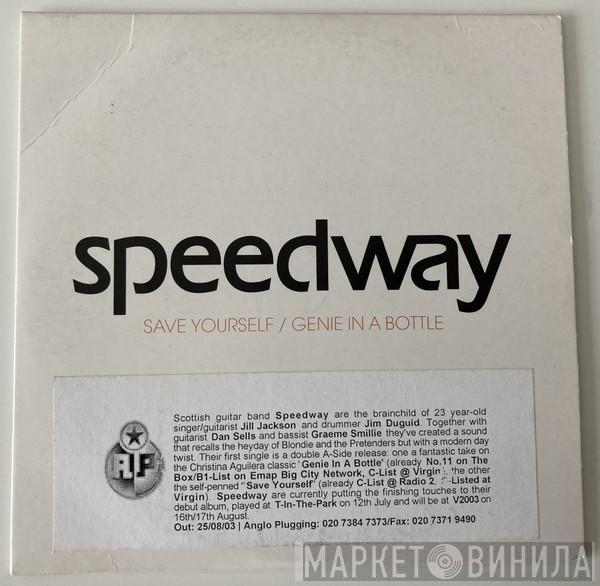 speedway
SAVE YOURSELF / GENIE IN A BOTTLE
Scottish guitar band Speedway are the brainchild of 23 year-old
singer/guitarist Jill Jackson and drummer Jim Duguid. Together with
guitarist Dan Sells and bassist Graeme Smillie they've created a sound
that recalls the heyday of Blondie and the Pretenders but with a modern day
twist. Their first single is a double A-Side release: one a fantastic take on
the Christina Aguilera classic 'Genie In A Bottle' (already No.11 on The
Box/B1-List on Emap Big City Network, C-List @ Virgin), the other
the self-penned "Save Yourself" (already C-List @ Radio 2, -Listed at
Virgin). Speedway are currently putting the finishing touches to their
debut album, played at T-In-The-Park on 12th July and will be at V2003 on
16th/17th August.
Out: 25/08/03 | Anglo Plugging: 020 7384 7373/Fax: 020 7371 9490
МАРКЕТ ВИНИЛА